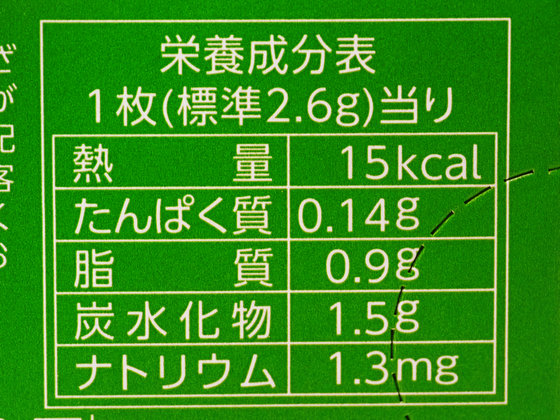 栄養成分表
1枚(標準2.6g)当り
熱量 15kcal
たんぱく質 0.14g
脂質 0.9g
炭水化物 1.5g
ナトリウム 1.3mg